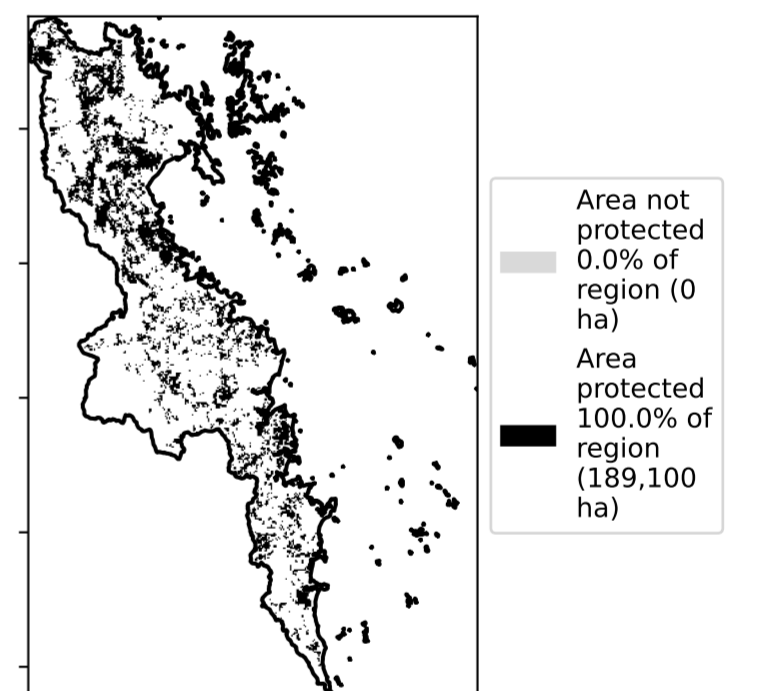 Area not
protected
0.0% of
region (0
ha)
Area
protected
100.0% of
region
(189,100
ha)